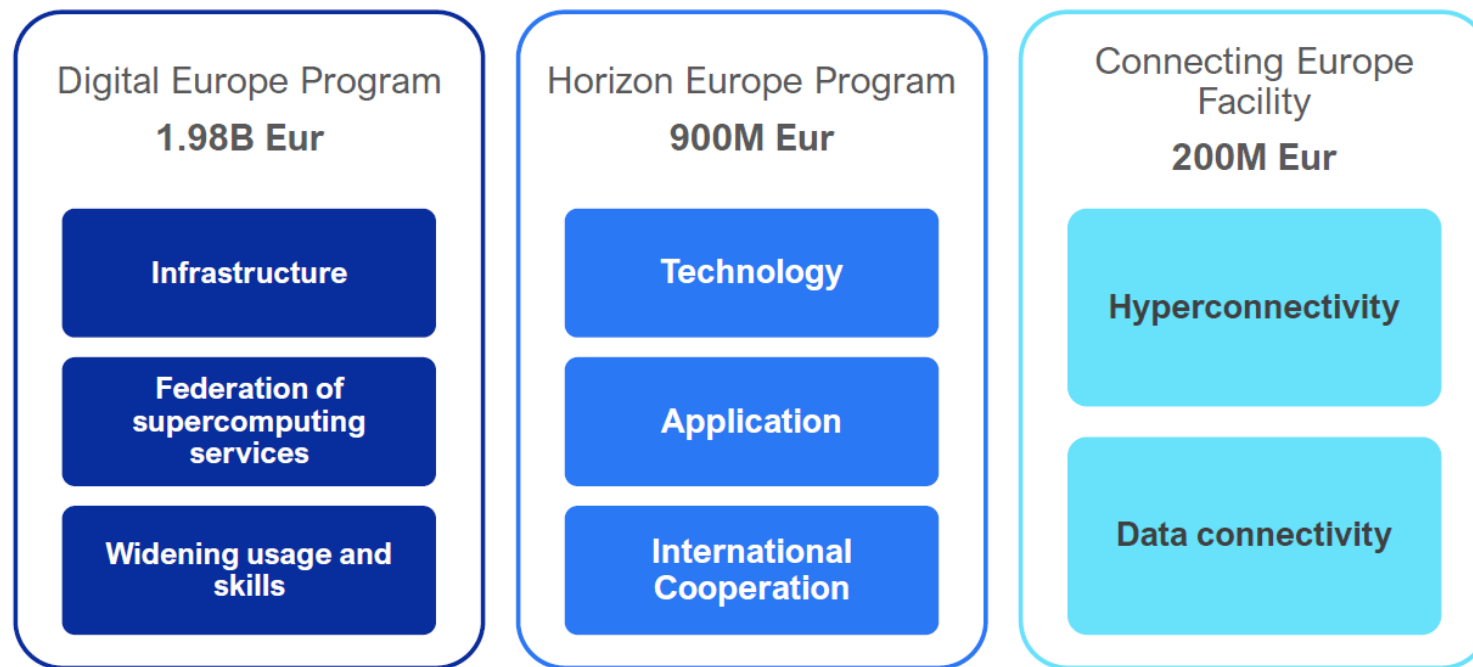 Digital Europe Program
1.98B Eur
Infrastructure
Federation of
supercomputing
services
Widening usage and
skills
Horizon Europe Program
900M Eur
Technology
Application
International
Cooperation
Connecting Europe
Facility
200M Eur
Hyperconnectivity
Data connectivity